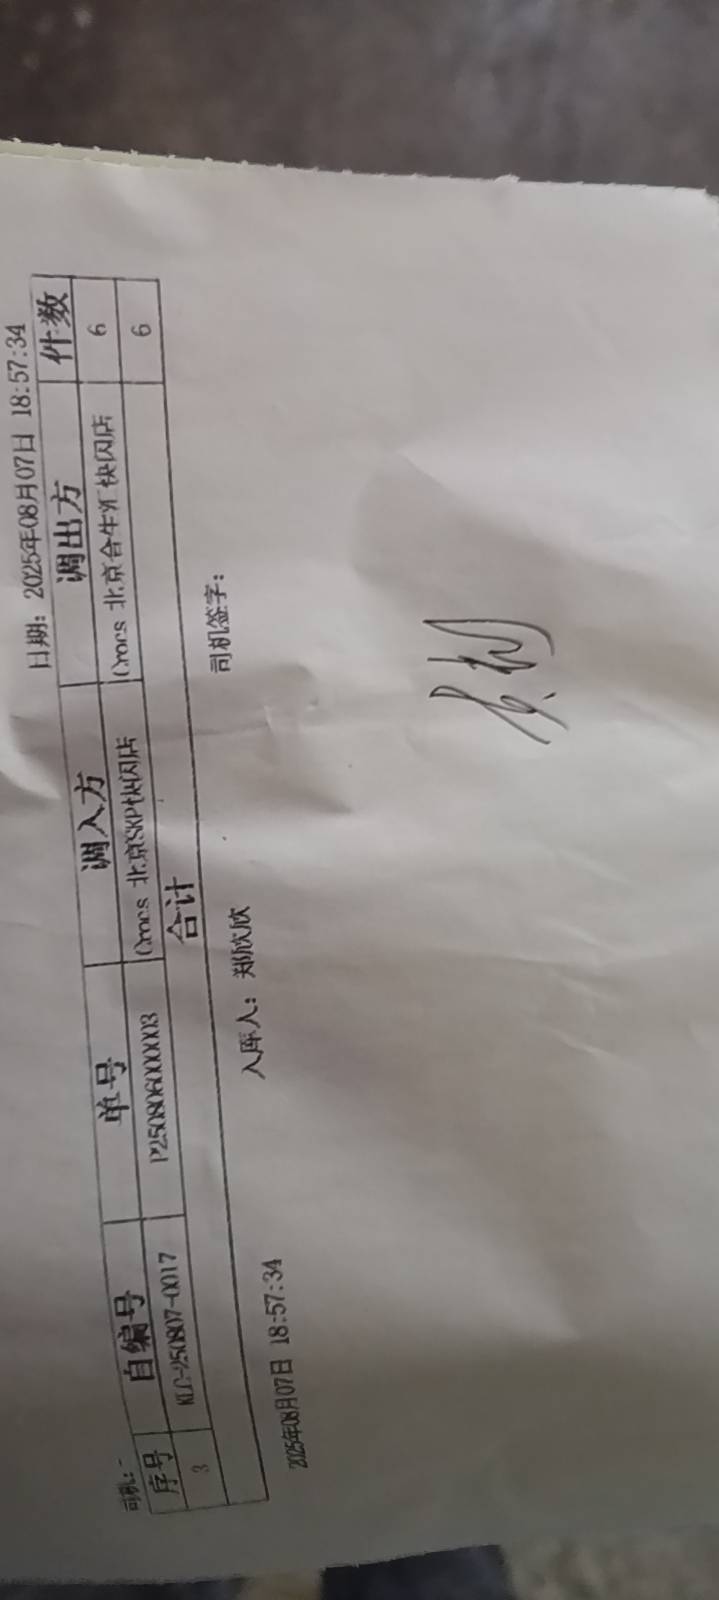 司机：-
日期：2025年08月07日 18:57:34
序号 自编号 单号 调入方 调出方 件数
3 KLC-250807-0017 P250806000003 Crocs 北京SKP快闪店 Crocs 北京合生汇快闪店 6
合计 6
入库人：郑欣欣 司机签字：
2025年08月07日 18:57:34